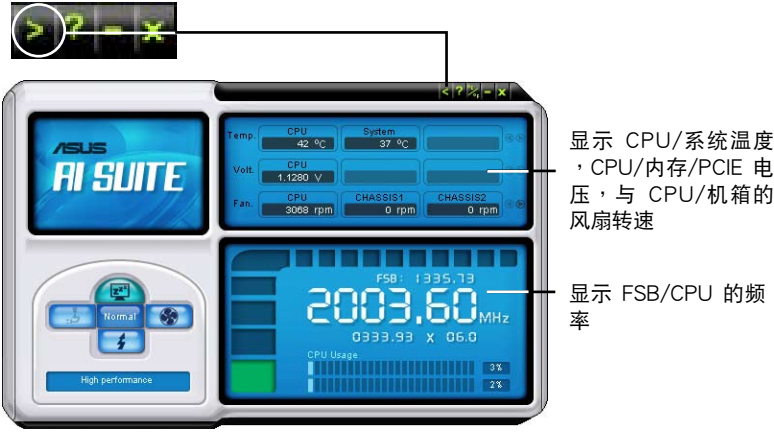 > ? - x
< ? °C/°F - x
ASUS
AI SUITE
Temp. CPU System
42 °C 37 °C
Volt. CPU
1.1280 V
Fan. CPU CHASSIS1 CHASSIS2
3068 rpm 0 rpm 0 rpm
显示 CPU/系统温度
，CPU/内存/PCIE 电
压，与 CPU/机箱的
风扇转速
FSB: 1335.73
2003.60 MHz
0333.93 X 06.0
显示 FSB/CPU 的频
率
zzz
Normal
High performance
CPU Usage
3%
2%